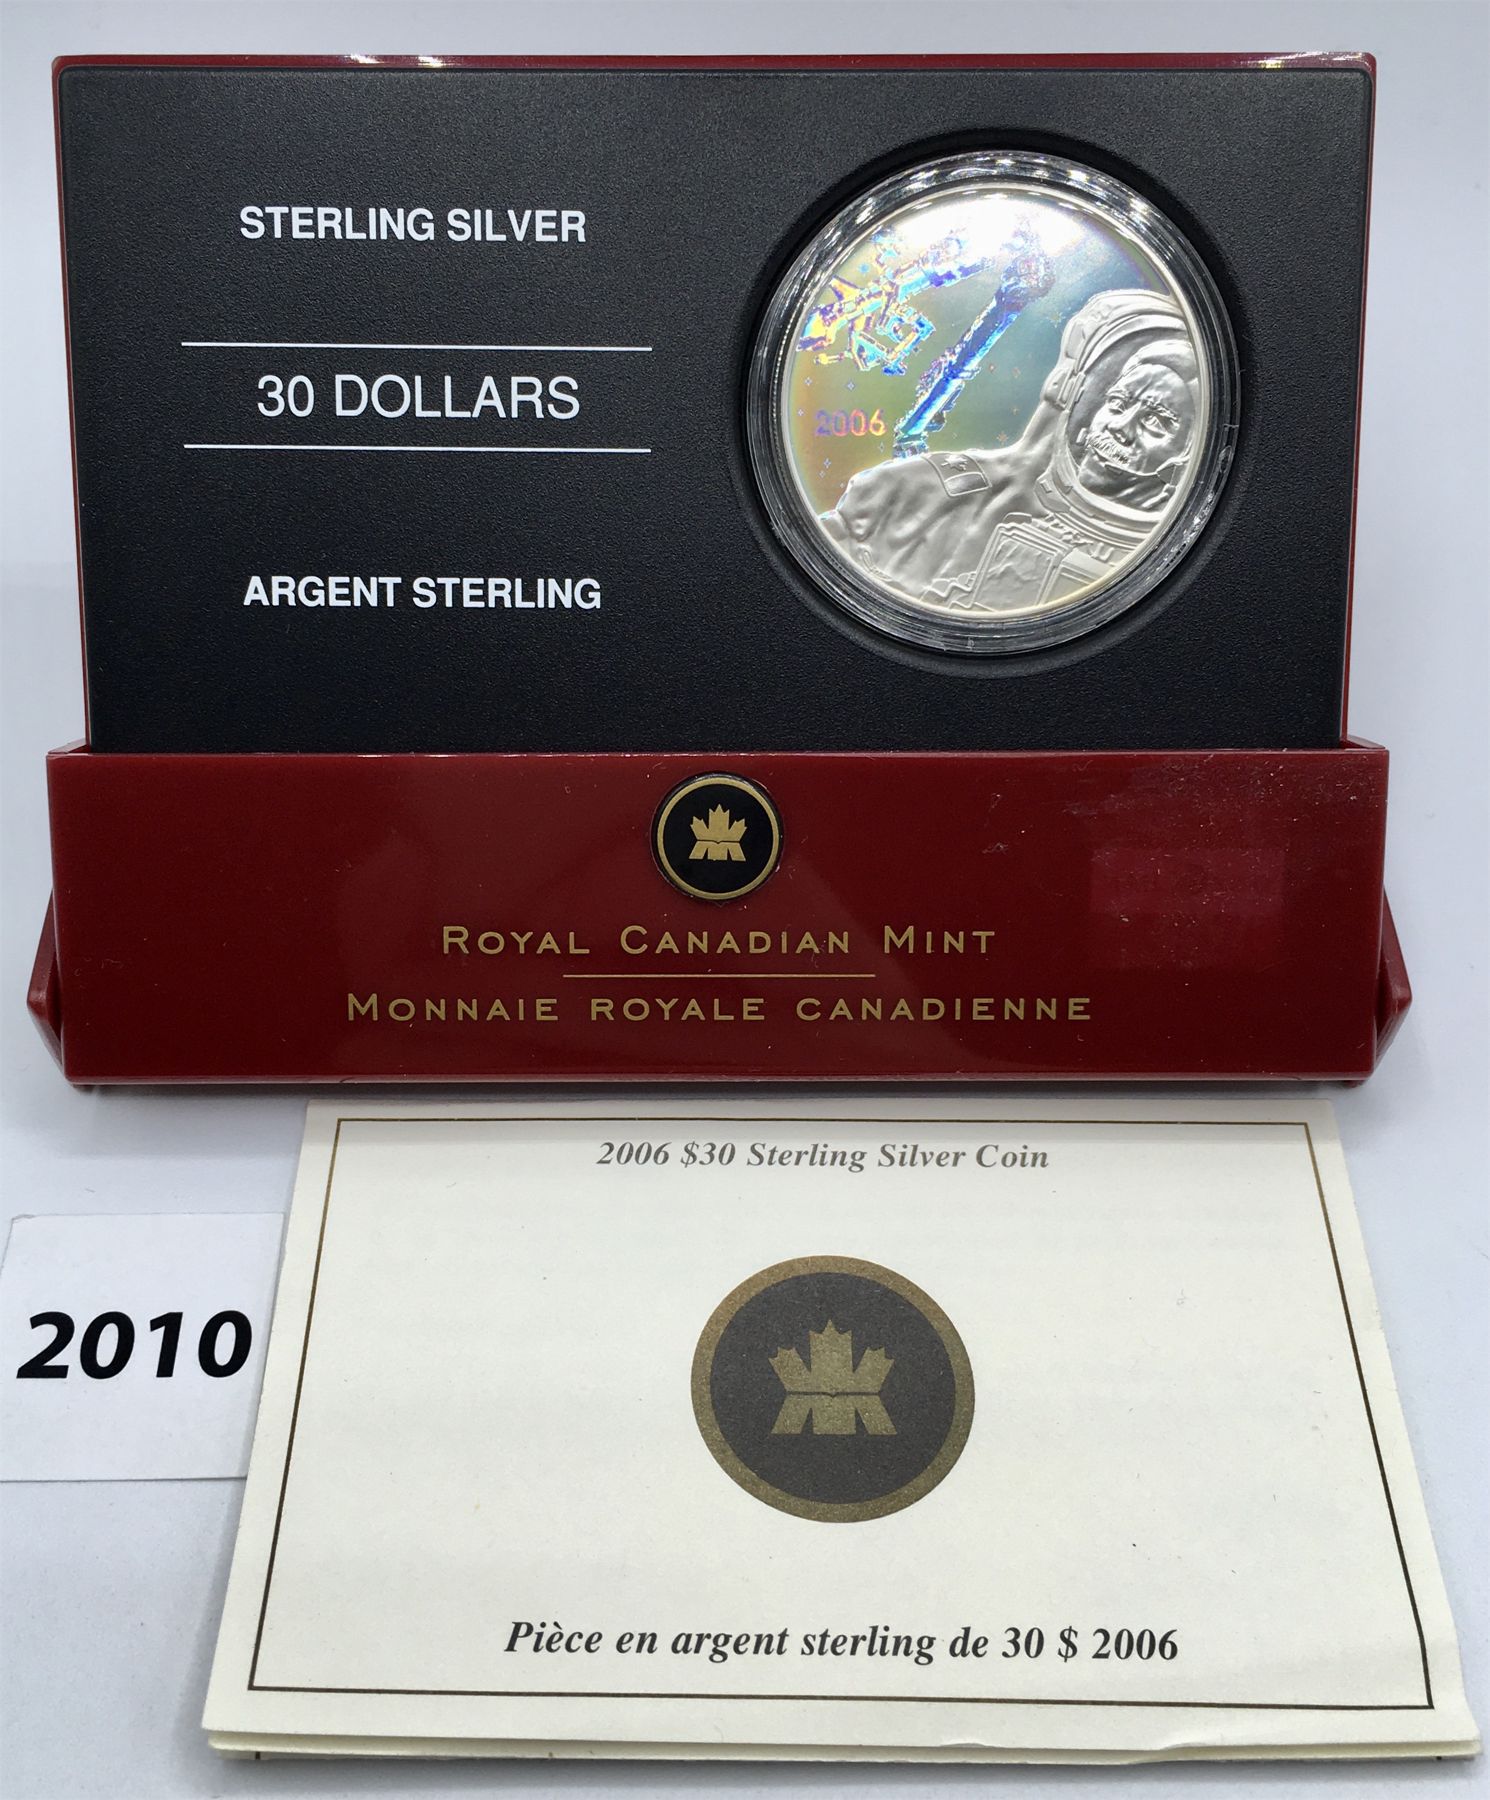 STERLING SILVER
30 DOLLARS
ARGENT STERLING
2006
ROYAL CANADIAN MINT
MONNAIE ROYALE CANADIENNE
2006 $30 Sterling Silver Coin
2010
Pièce en argent sterling de 30 $ 2006